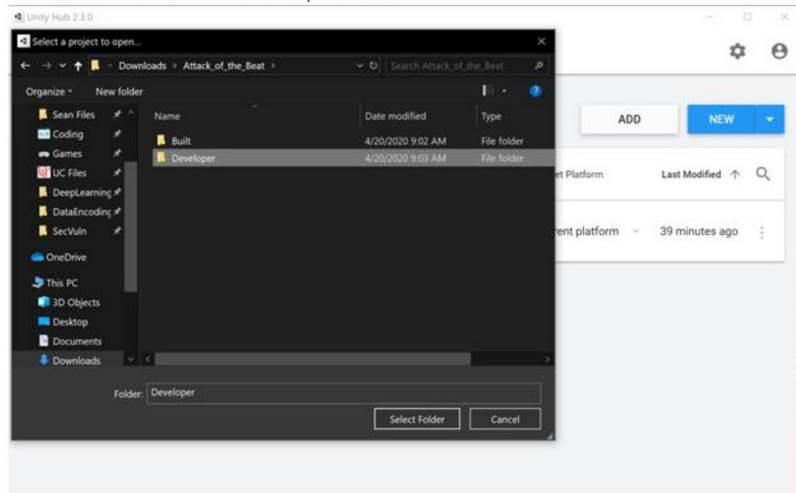 Unity Hub 2.3.0
Select a project to open...
Downloads > Attack_of_the_Beat >
Search Attack_of_the_Beat
Organize
New folder
Name
Date modified
Type
Built
4/20/2020 9:02 AM
File folder
Developer
4/20/2020 9:03 AM
File folder
Sean Files
Coding
Games
UC Files
DeepLearning
DataEncoding
SecVuln
OneDrive
This PC
3D Objects
Desktop
Documents
Downloads
Folder: Developer
Select Folder
Cancel
ADD
NEW
et Platform
Last Modified
rent platform
39 minutes ago